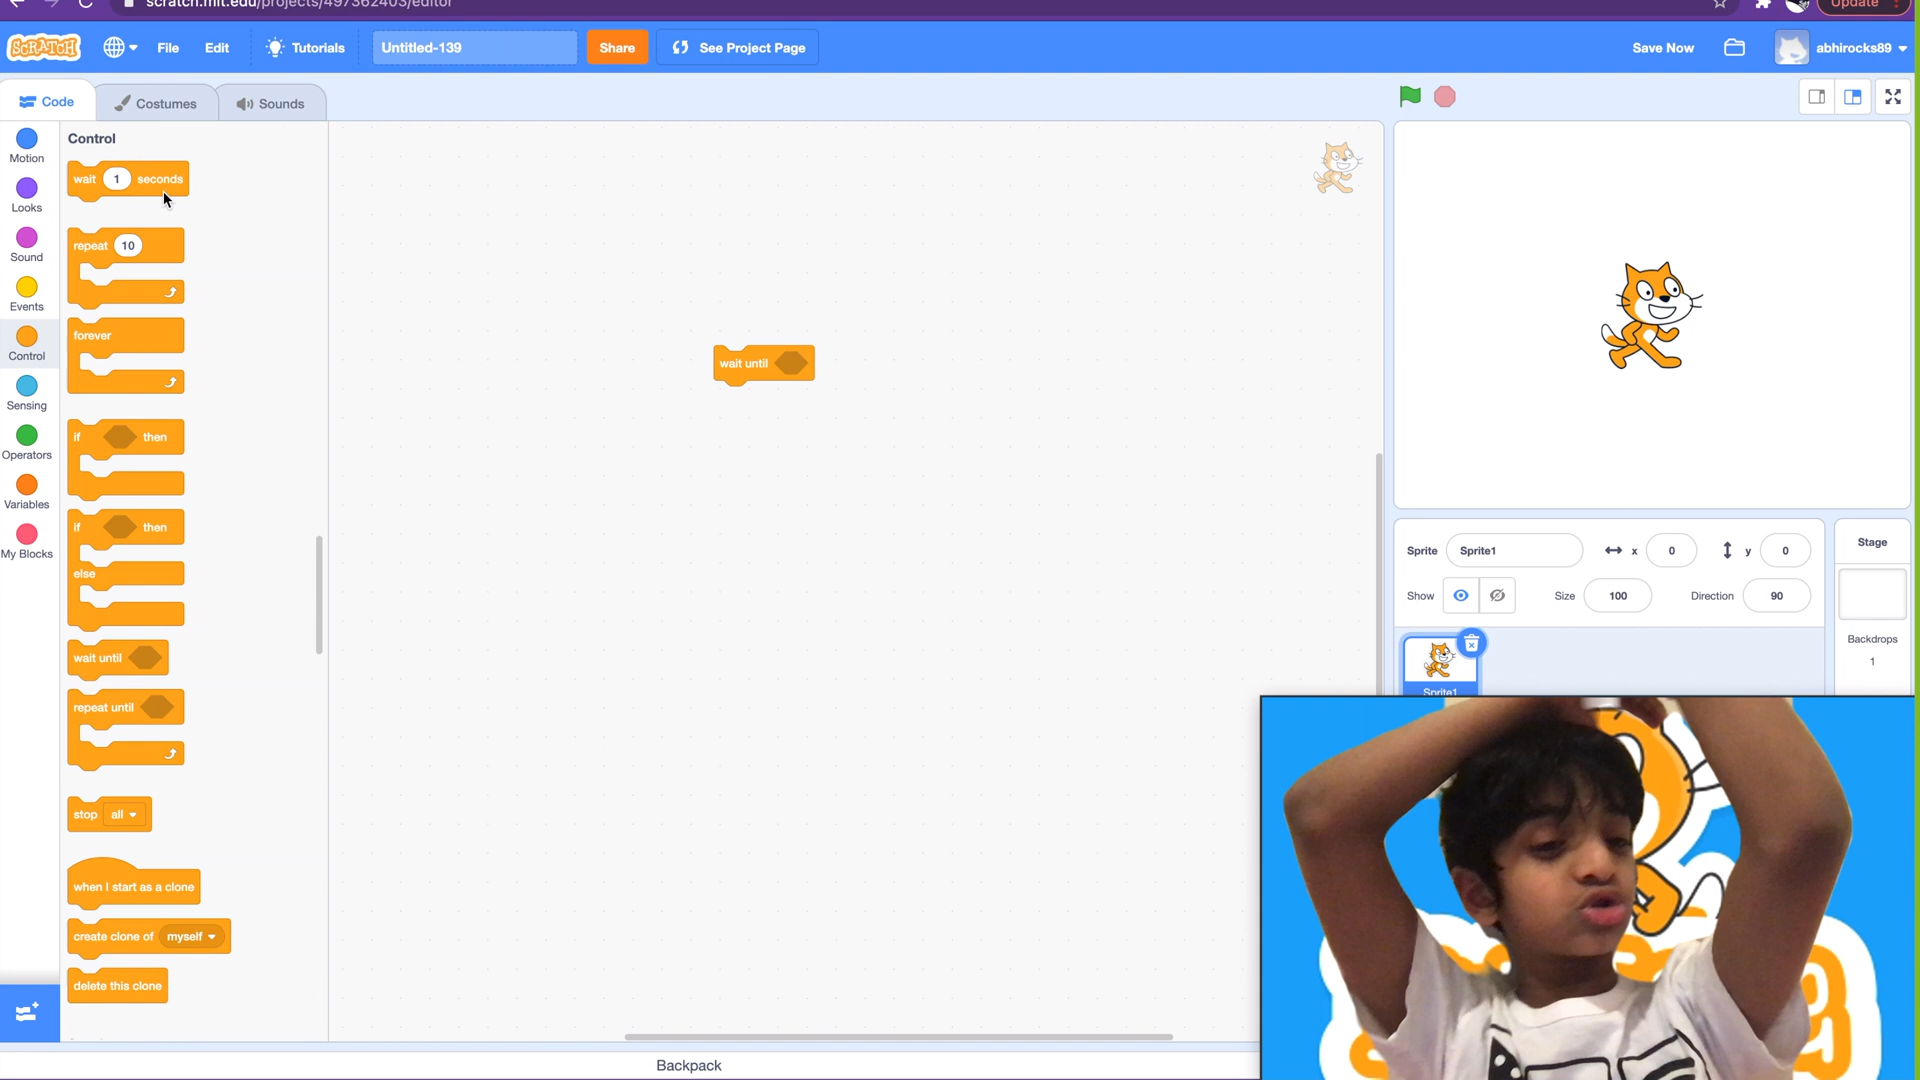 scratch.mit.edu/projects/497362403/editor
Update
SCRATCH
File
Edit
Tutorials
Untitled-139
Share
See Project Page
Save Now
abhirocks89
Code
Costumes
Sounds
Motion
Looks
Sound
Events
Control
Sensing
Operators
Variables
My Blocks
Control
wait 1 seconds
repeat 10
forever
if then
if then
else
wait until
repeat until
stop all
when I start as a clone
create clone of myself
delete this clone
wait until
Backpack
Sprite
Sprite1
x
0
y
0
Show
Size
100
Direction
90
Sprite1
Stage
Backdrops
1